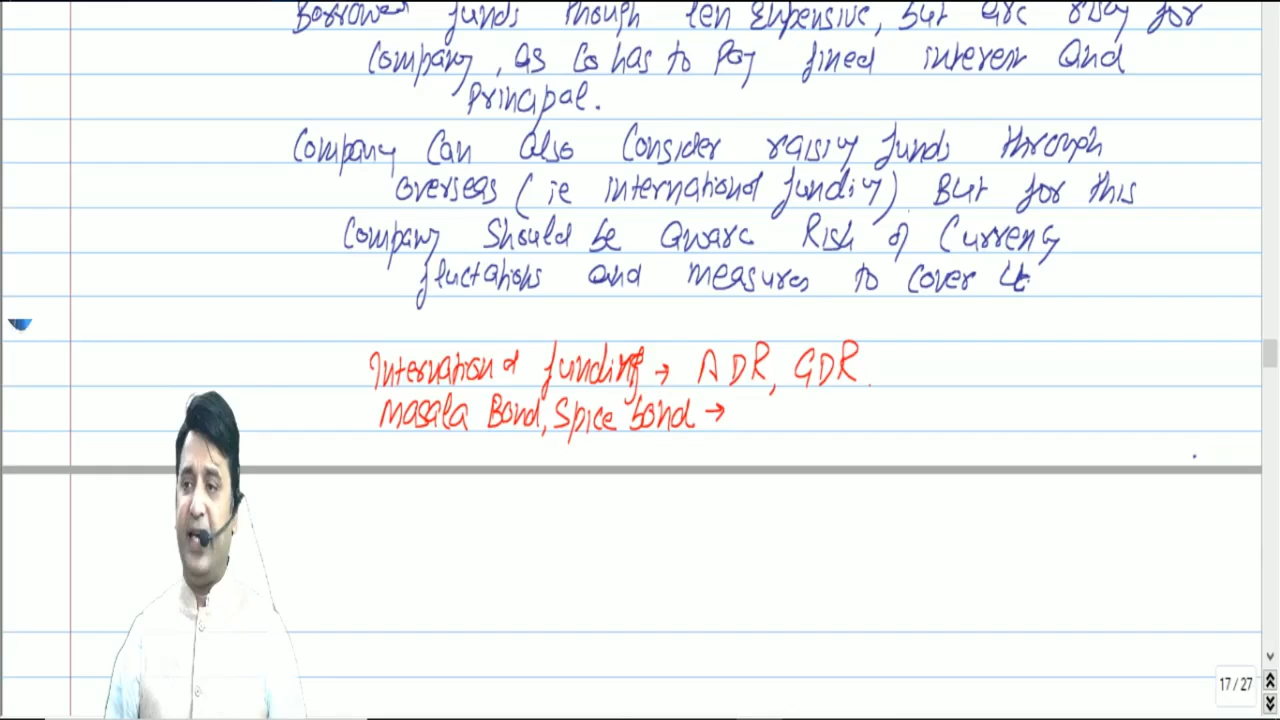 Borrowed funds though less Expensive, but are risky for
Company, as Co has to Pay fixed interest and
Principal.
Company Can also Consider raising funds through
overseas (ie international funding). But for this
Company Should be aware Risk of Currency
fluctations and measures to cover it
International funding → ADR, GDR.
Masala Bond, Spice bond →
17 / 27